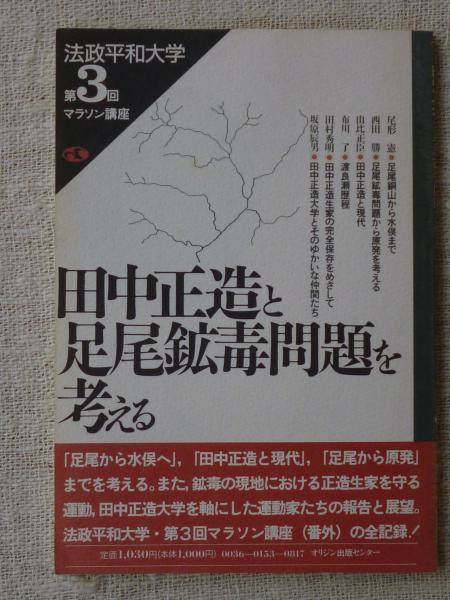 法政平和大学
第3回
マラソン講座
尾形 憲●足尾銅山から水俣まで
西田 勝●足尾鉱毒問題から原発を考える
由比正臣●田中正造と現代
布川 了●渡良瀬歴程
田村秀明●田中正造生家の完全保存をめざして
坂原辰男●田中正造大学とそのゆかいな仲間たち
田中正造と
足尾鉱毒問題を
考える
「足尾から水俣へ」,「田中正造と現代」,「足尾から原発」
までを考える。また,鉱毒の現地における正造生家を守る
運動,田中正造大学を軸にした運動家たちの報告と展望。
法政平和大学・第3回マラソン講座(番外)の全記録!
定価1,030円(本体1,000円) 0036-0153-0817 オリジン出版センター